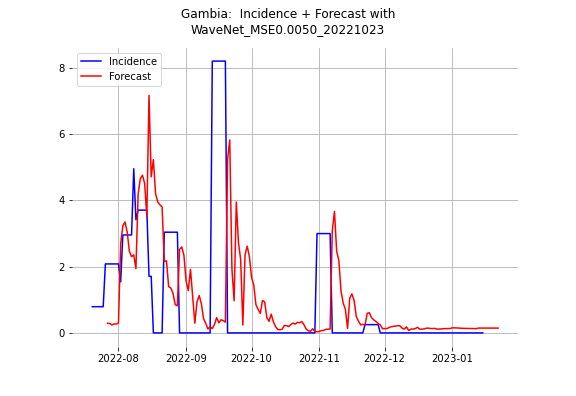 Gambia:  Incidence + Forecast with
WaveNet_MSE0.0050_20221023
Incidence
Forecast
8
6
4
2
0
2022-08
2022-09
2022-10
2022-11
2022-12
2023-01